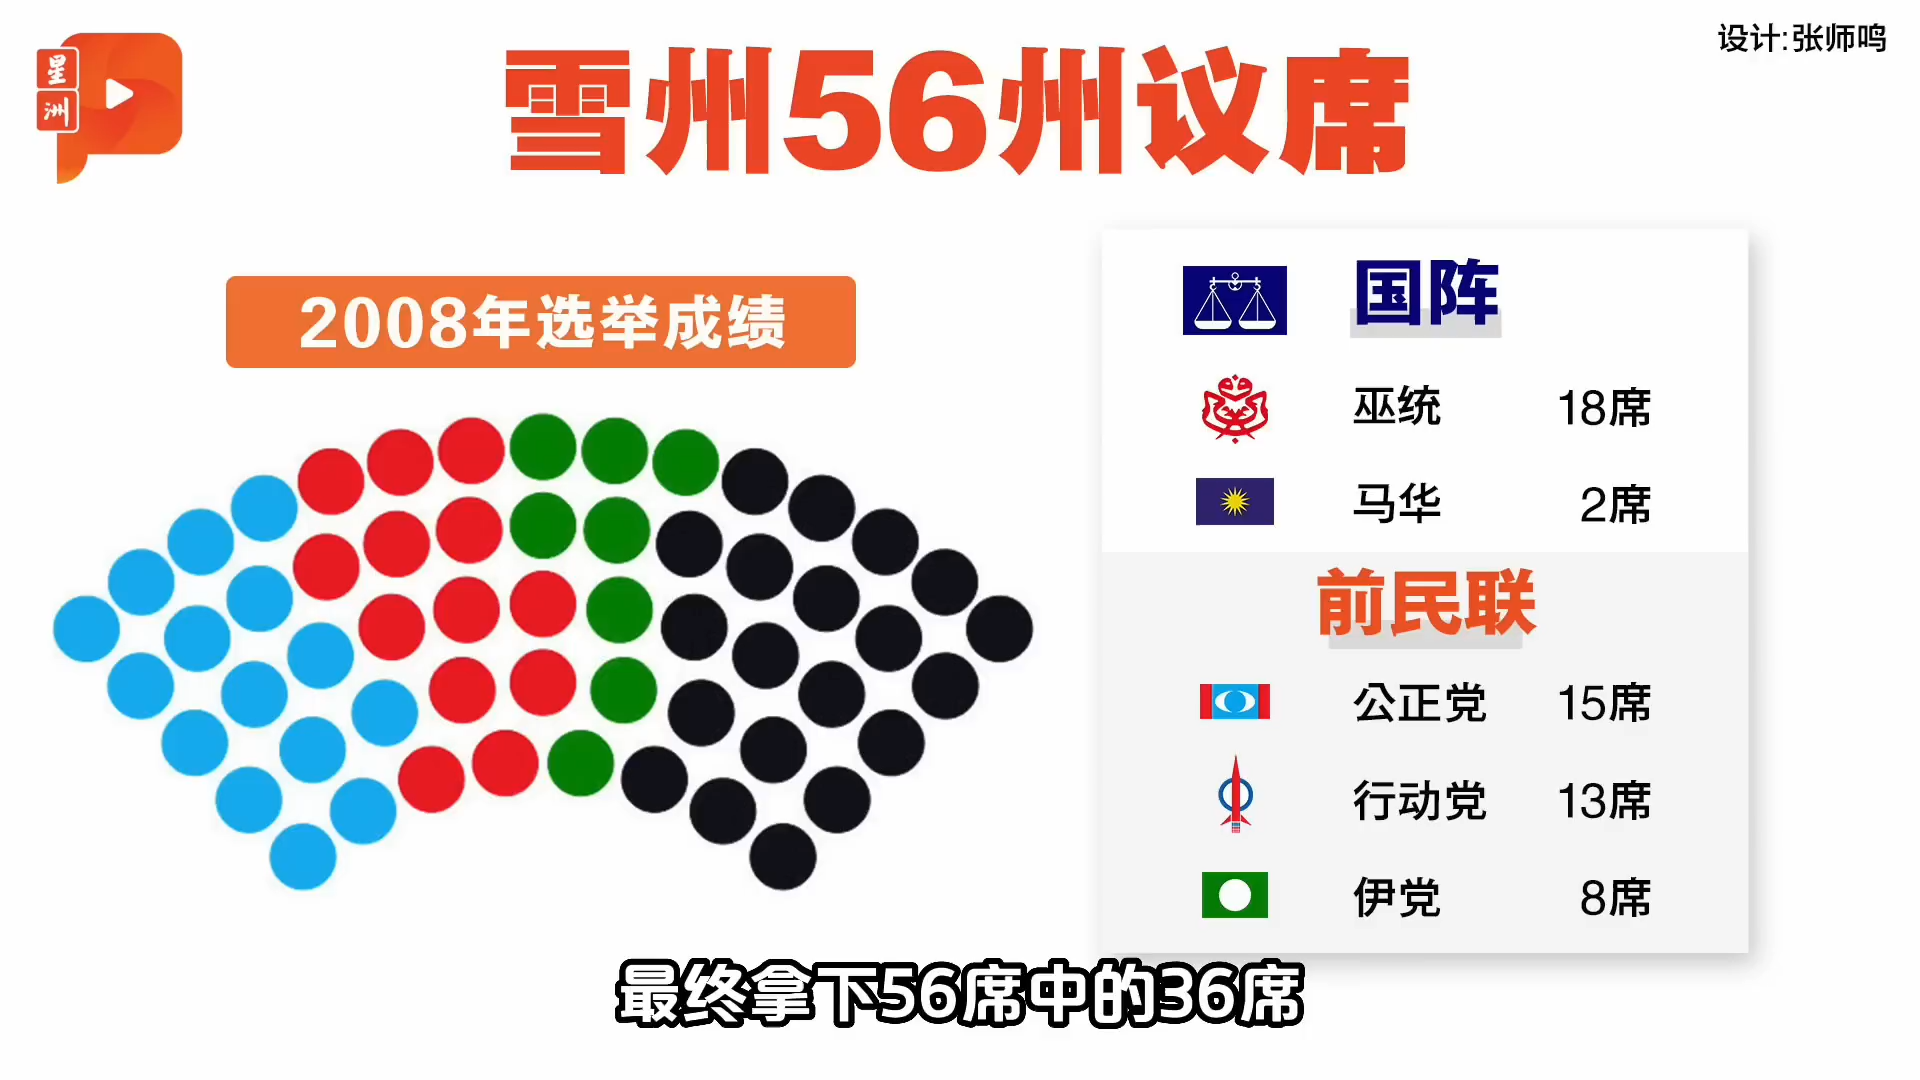 设计:张师鸣
星洲
雪州56州议席
2008年选举成绩
国阵
巫统 18席
马华 2席
前民联
公正党 15席
行动党 13席
伊党 8席
最终拿下56席中的36席